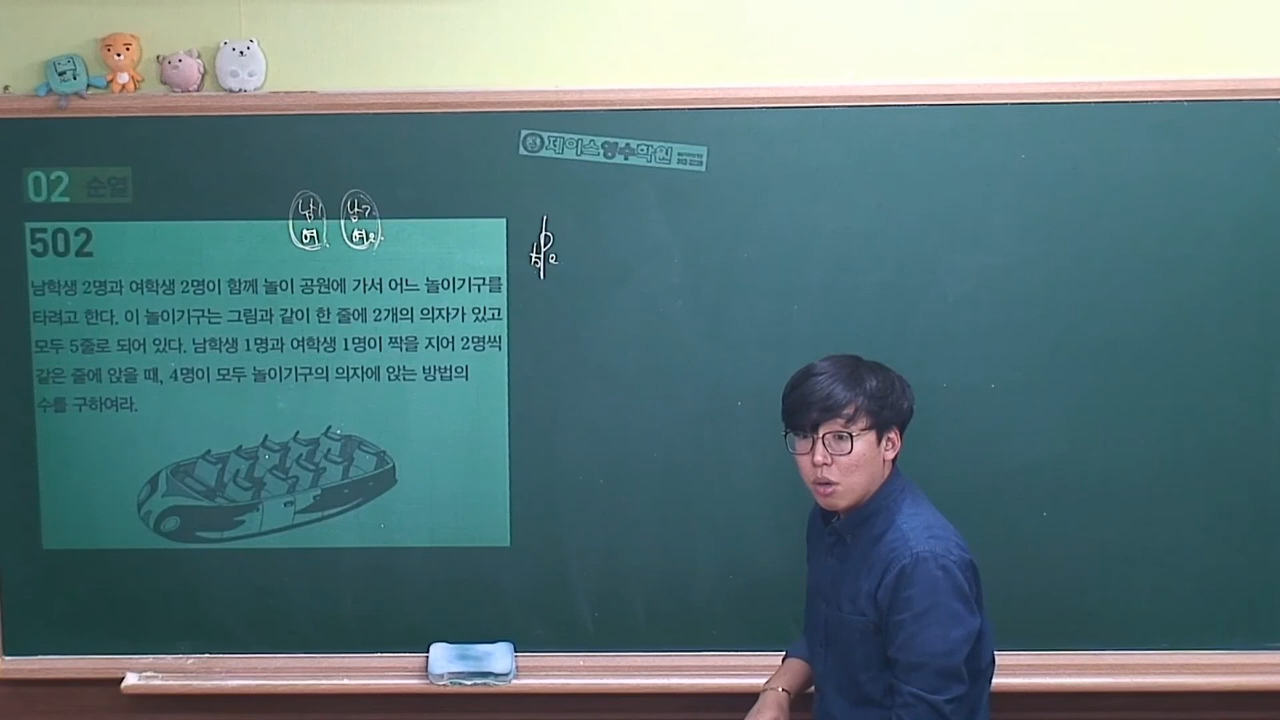 제이스영수학원
02 순열
남1 남2
여1 여2
502
남학생 2명과 여학생 2명이 함께 놀이 공원에 가서 어느 놀이기구를
타려고 한다. 이 놀이기구는 그림과 같이 한 줄에 2개의 의자가 있고
모두 5줄로 되어 있다. 남학생 1명과 여학생 1명이 짝을 지어 2명씩
같은 줄에 앉을 때, 4명이 모두 놀이기구의 의자에 앉는 방법의
수를 구하여라.